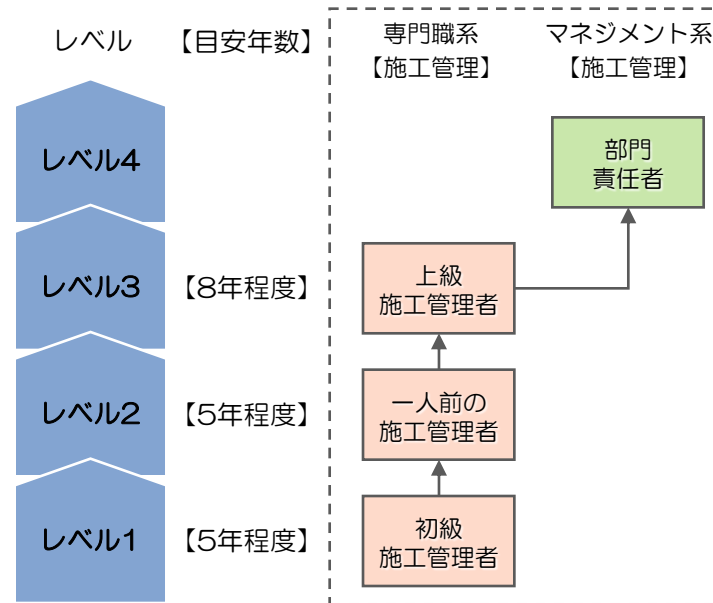 レベル 【目安年数】 専門職系 マネジメント系
【施工管理】 【施工管理】
レベル4
部門
責任者
レベル3 【8年程度】
上級
施工管理者
レベル2 【5年程度】
一人前の
施工管理者
レベル1 【5年程度】
初級
施工管理者